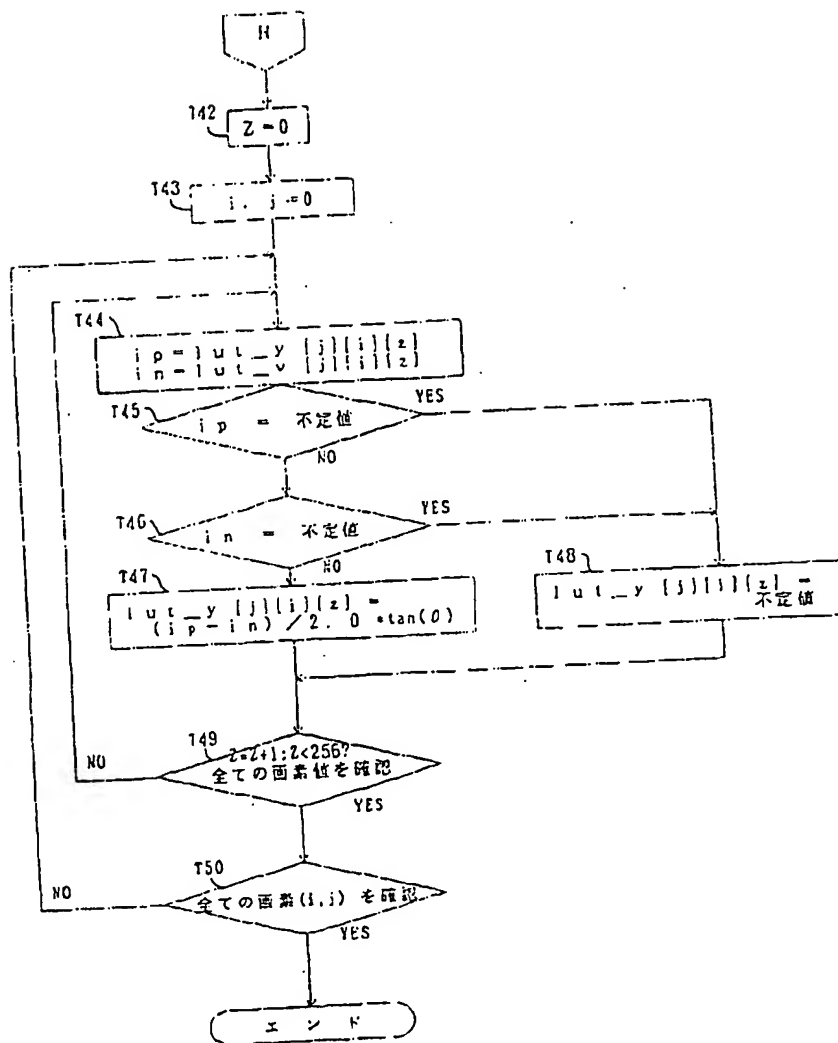 H
T42
Z=0
T43
i, j=0
T44
ip=lut_y [j][i][z]
in=lut_v [j][i][z]
T45
ip = 不定値
YES
NO
T46
in = 不定値
YES
NO
T47
lut_y [j][i][z] =
(ip-in)/2.0*tan(θ)
T48
lut_y [j][i][z] =
不定値
T49
Z=Z+1:Z<256?
全ての画素値を確認
NO
YES
T50
全ての画素(i,j)を確認
NO
YES
エンド